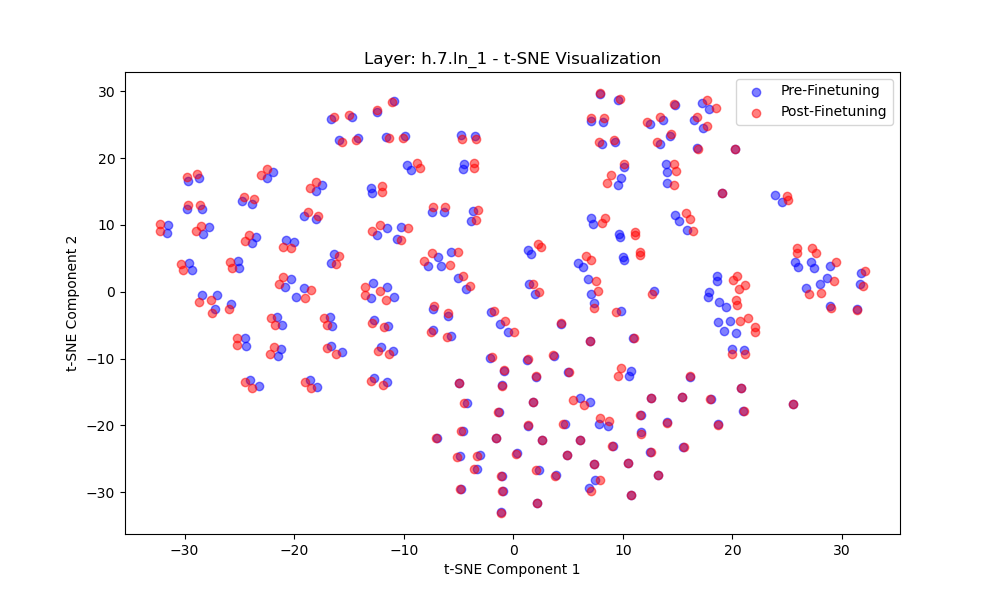 Layer: h.7.ln_1 - t-SNE Visualization
Pre-Finetuning
Post-Finetuning
t-SNE Component 2
30
20
10
0
−10
−20
−30
−30
−20
−10
0
10
20
30
t-SNE Component 1